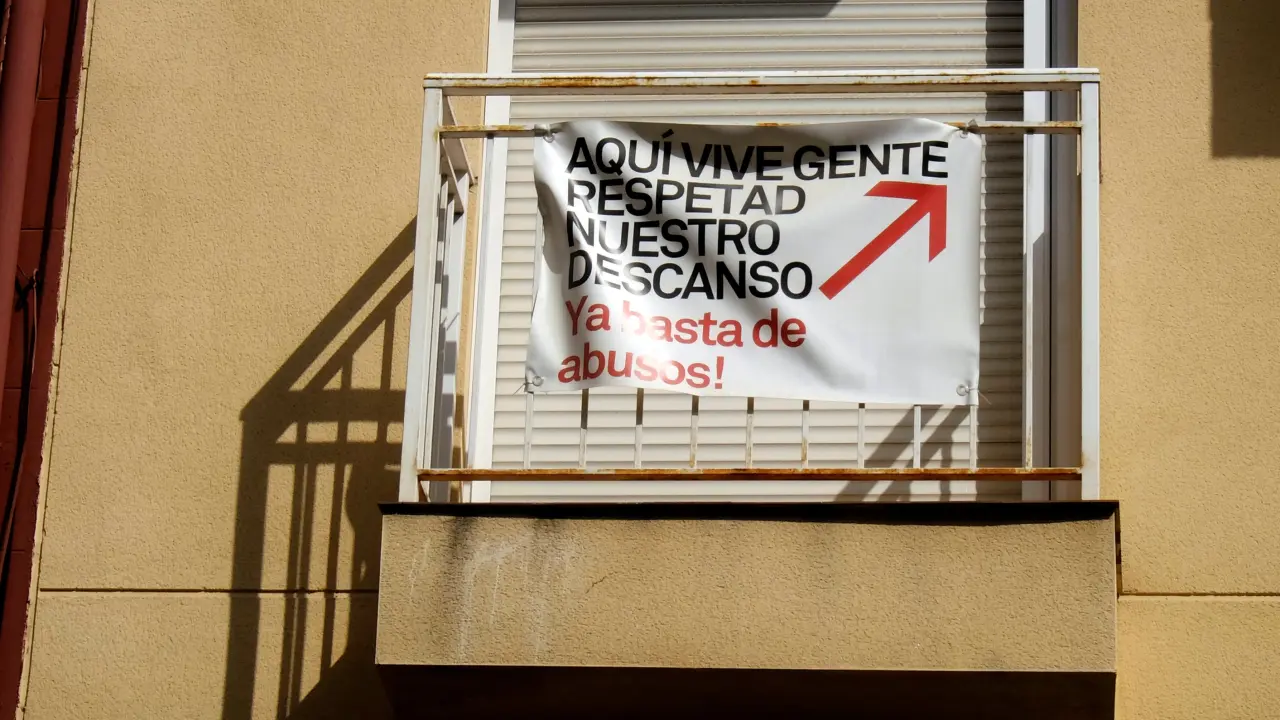 AQUÍ VIVE GENTE
RESPETAD
NUESTRO
DESCANSO
Ya basta de
abusos!